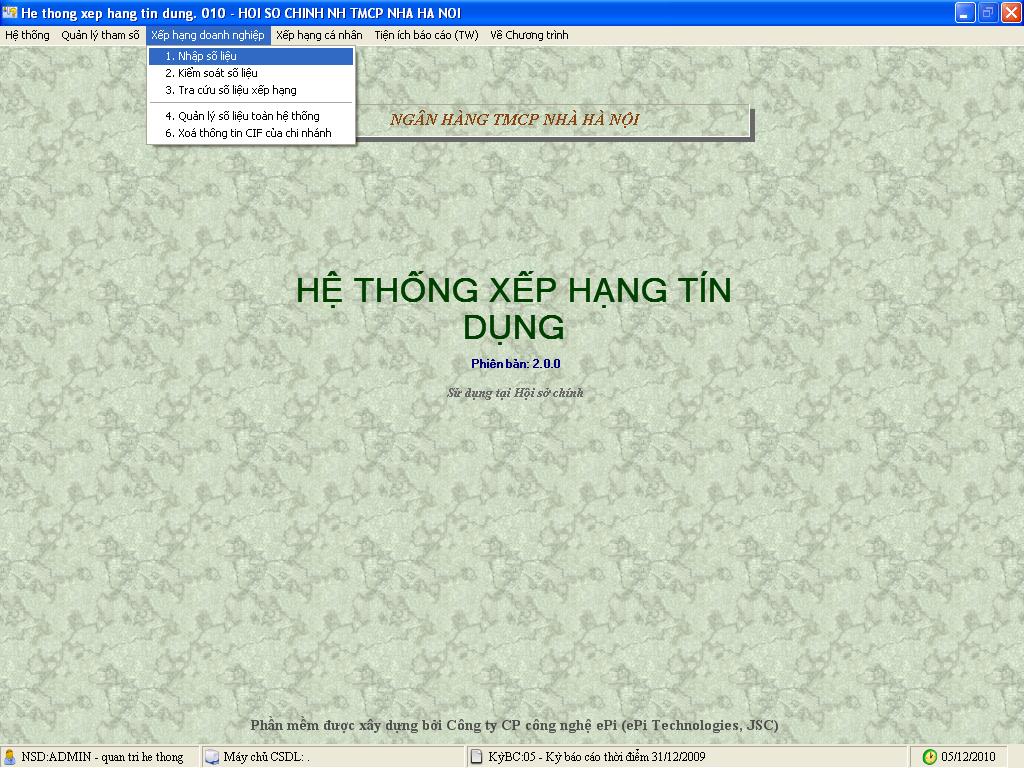 He thong xep hang tin dung. 010 - HOI SO CHINH NH TMCP NHA HA NOI
Hệ thống Quản lý tham số Xếp hạng doanh nghiệp Xếp hạng cá nhân Tiện ích báo cáo (TW) Về Chương trình
1. Nhập số liệu
2. Kiểm soát số liệu
3. Tra cứu số liệu xếp hạng
4. Quản lý số liệu toàn hệ thống
6. Xoá thông tin CIF của chi nhánh
NGÂN HÀNG TMCP NHÀ HÀ NỘI
HỆ THỐNG XẾP HẠNG TÍN
DỤNG
Phiên bản: 2.0.0
Sử dụng tại Hội sở chính
Phần mềm được xây dựng bởi Công ty CP công nghệ ePi (ePi Technologies, JSC)
NSD:ADMIN - quan tri he thong Máy chủ CSDL: . KỳBC:05 - Kỳ báo cáo thời điểm 31/12/2009 05/12/2010